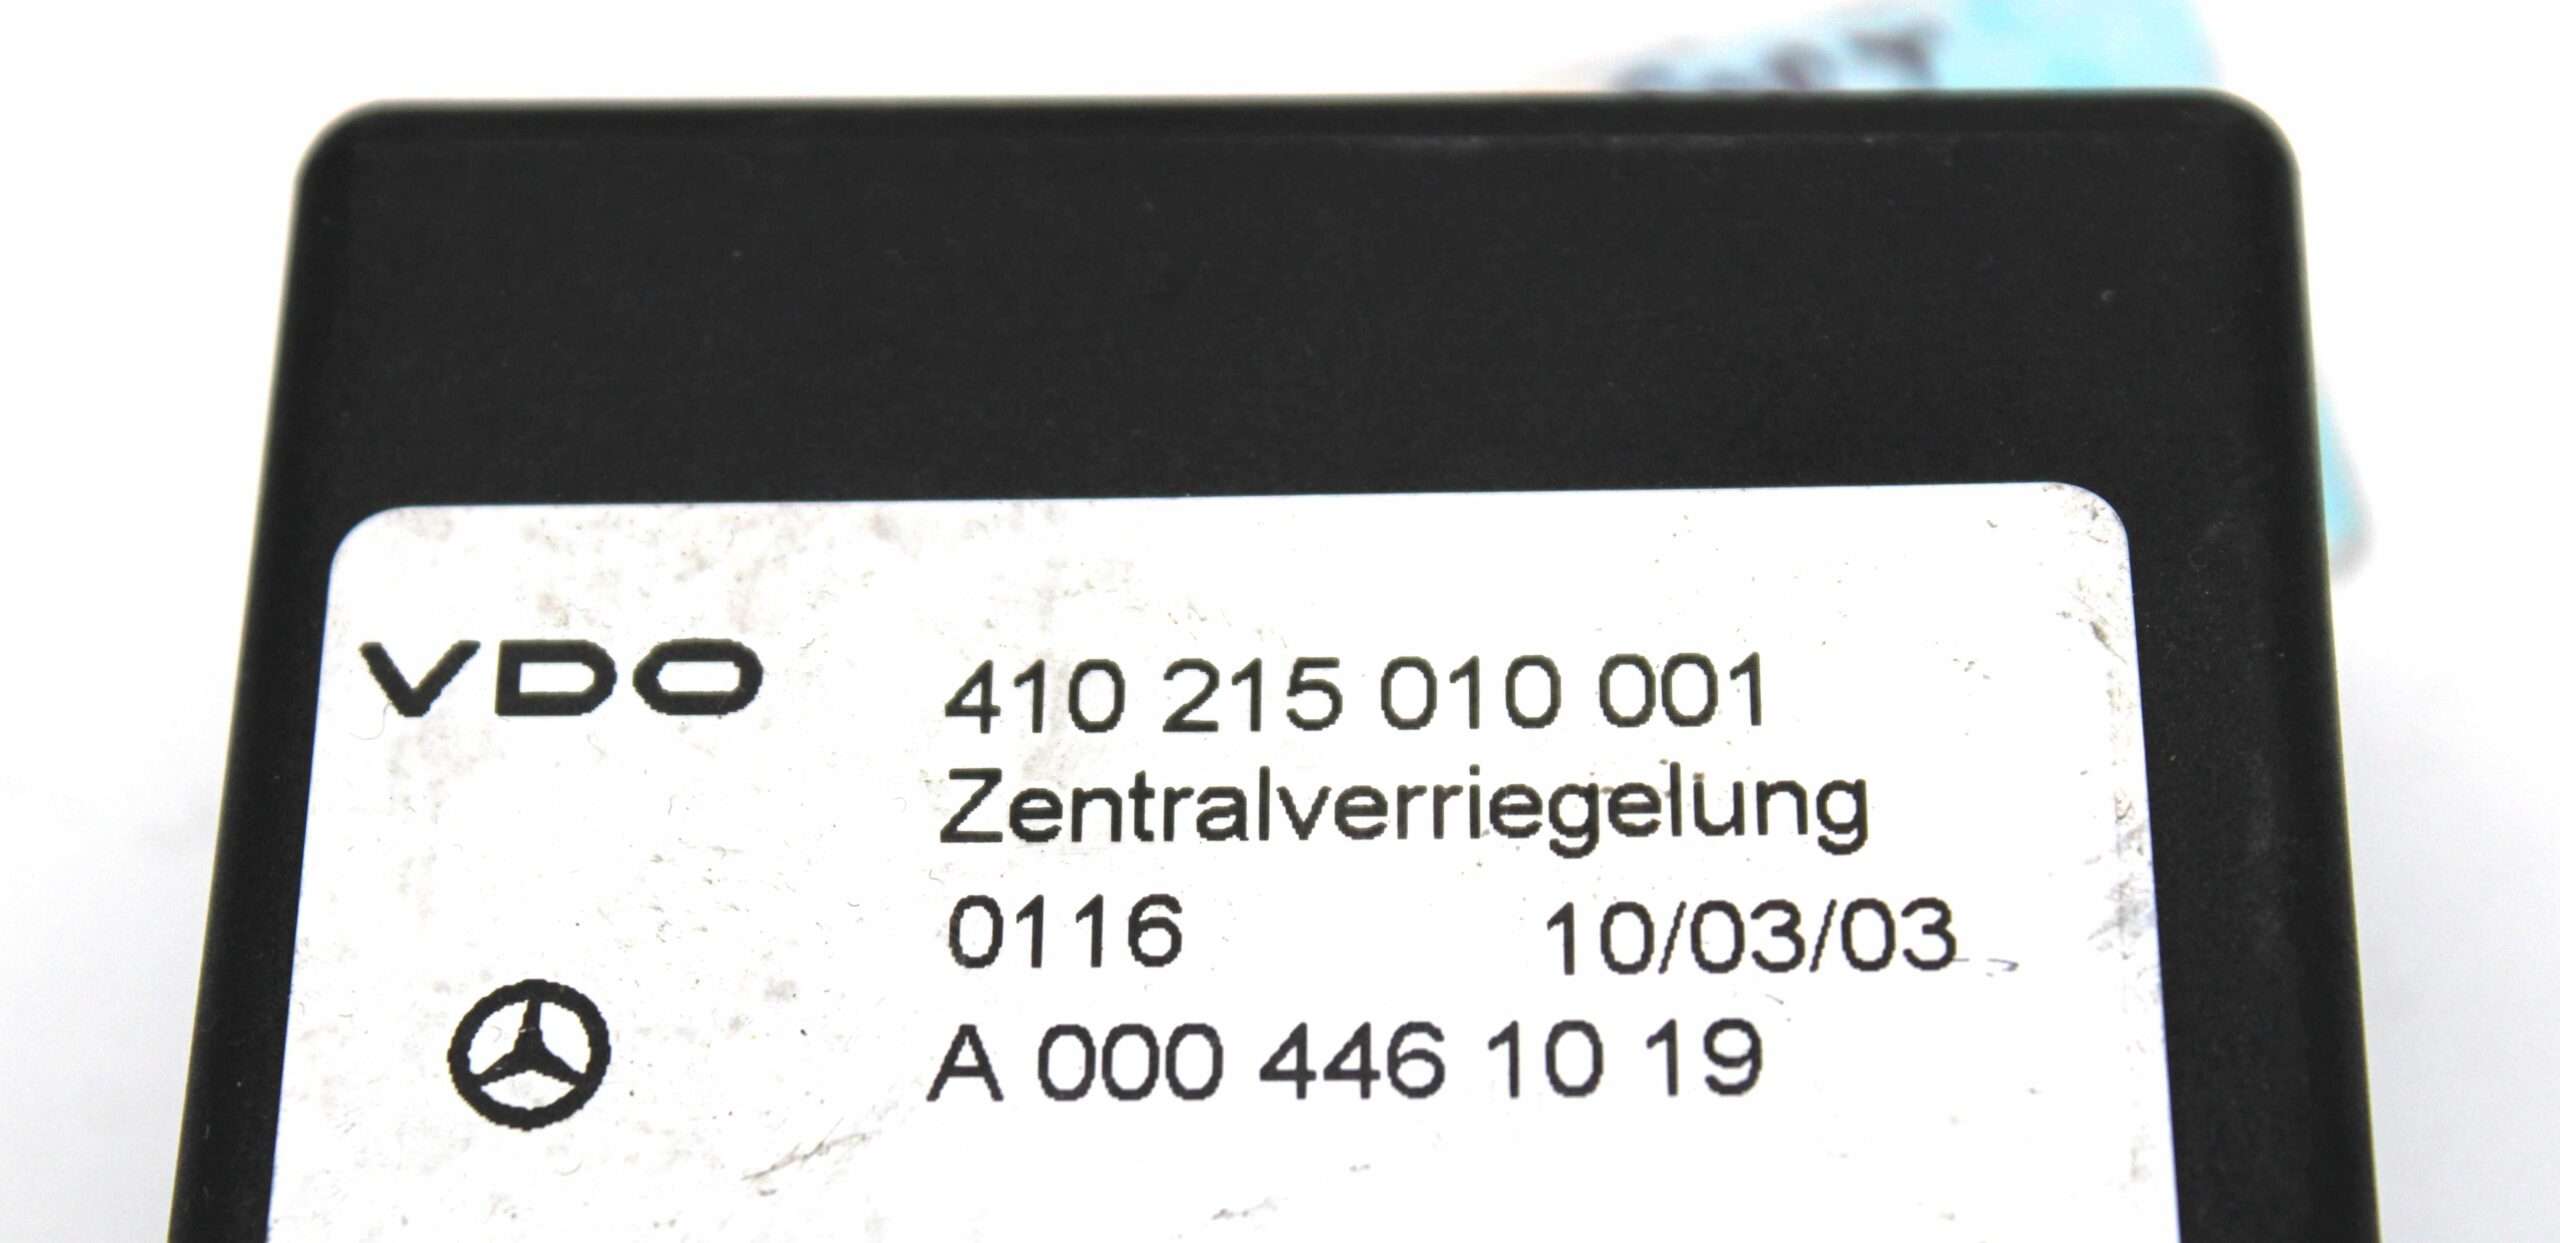 VDO 410 215 010 001
Zentralverriegelung
0116 10/03/03
A 000 446 10 19